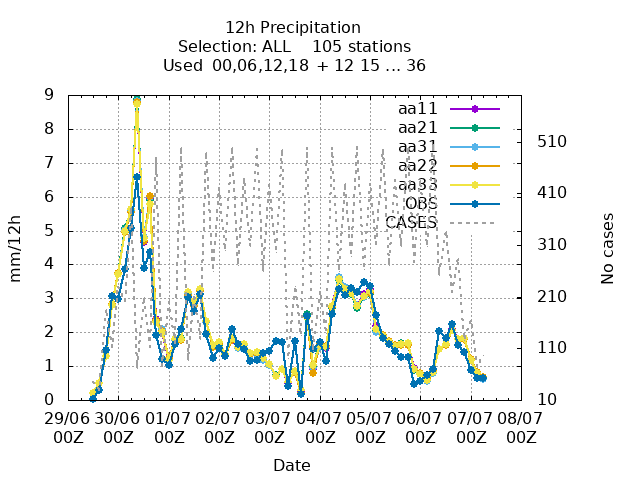 12h Precipitation
Selection: ALL 105 stations
Used 00,06,12,18 + 12 15 ... 36
mm/12h
No cases
9
8
7
6
5
4
3
2
1
0
510
410
310
210
110
10
aa11
aa21
aa31
aa22
aa33
OBS
CASES
29/06 30/06 01/07 02/07 03/07 04/07 05/07 06/07 07/07 08/07
00Z 00Z 00Z 00Z 00Z 00Z 00Z 00Z 00Z 00Z
Date